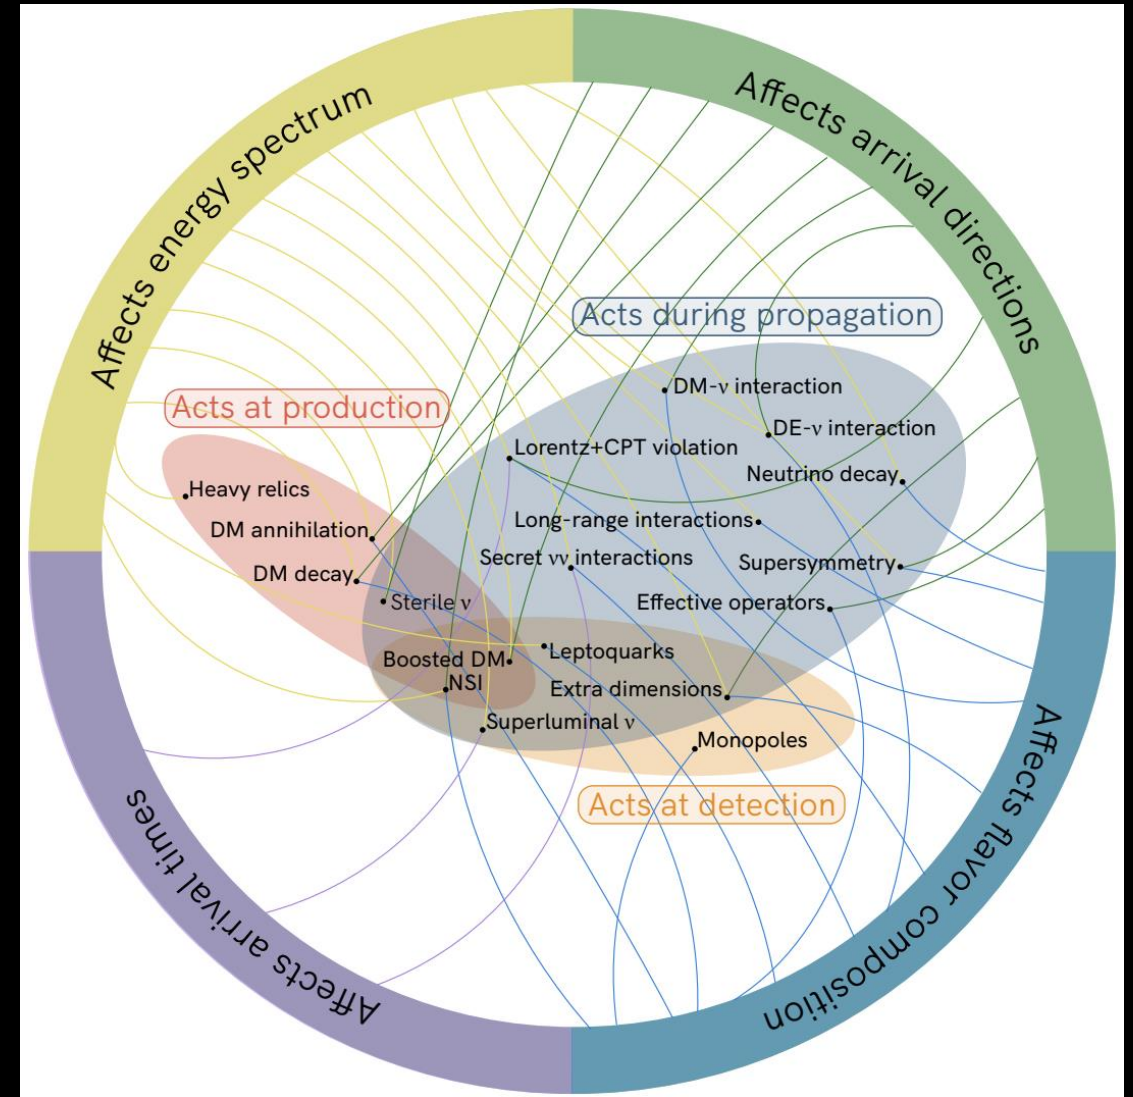 Affects energy spectrum
Affects arrival directions
Acts during propagation
DM-ν interaction
Acts at production
DE-ν interaction
Lorentz+CPT violation
Neutrino decay
Heavy relics
Long-range interactions
DM annihilation
Secret νν interactions
Supersymmetry
DM decay
Sterile ν
Effective operators
Leptoquarks
Boosted DM
NSI
Extra dimensions
Superluminal ν
Monopoles
Acts at detection
Affects arrival times
Affects flavor composition